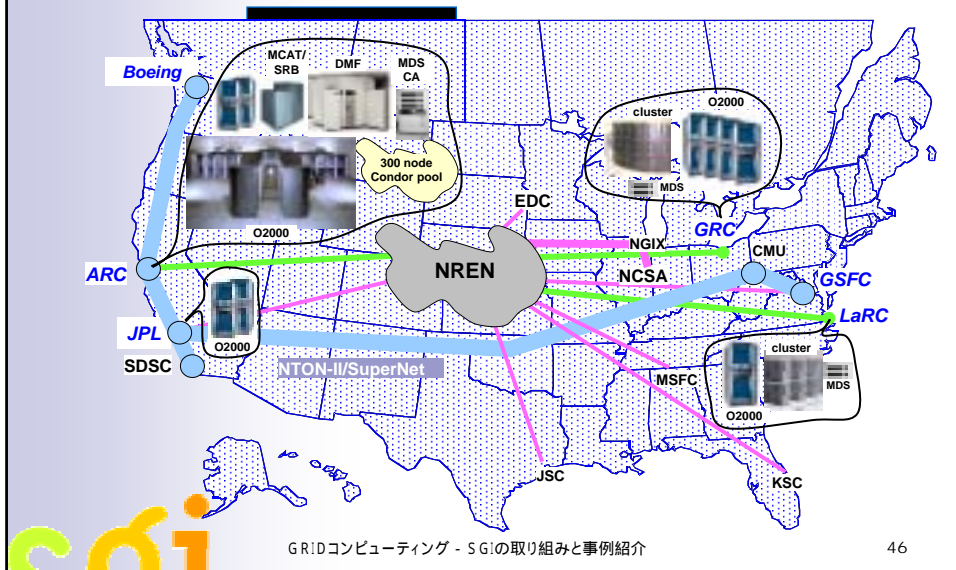 Boeing
MCAT/
SRB
DMF
MDS
CA
300 node
Condor pool
O2000
cluster
O2000
MDS
EDC
GRC
NGIX
CMU
NREN
NCSA
ARC
GSFC
LaRC
JPL
O2000
SDSC
NTON-II/SuperNet
MSFC
cluster
MDS
O2000
JSC
KSC
sgi
GRIDコンピューティング - SGIの取り組みと事例紹介
46